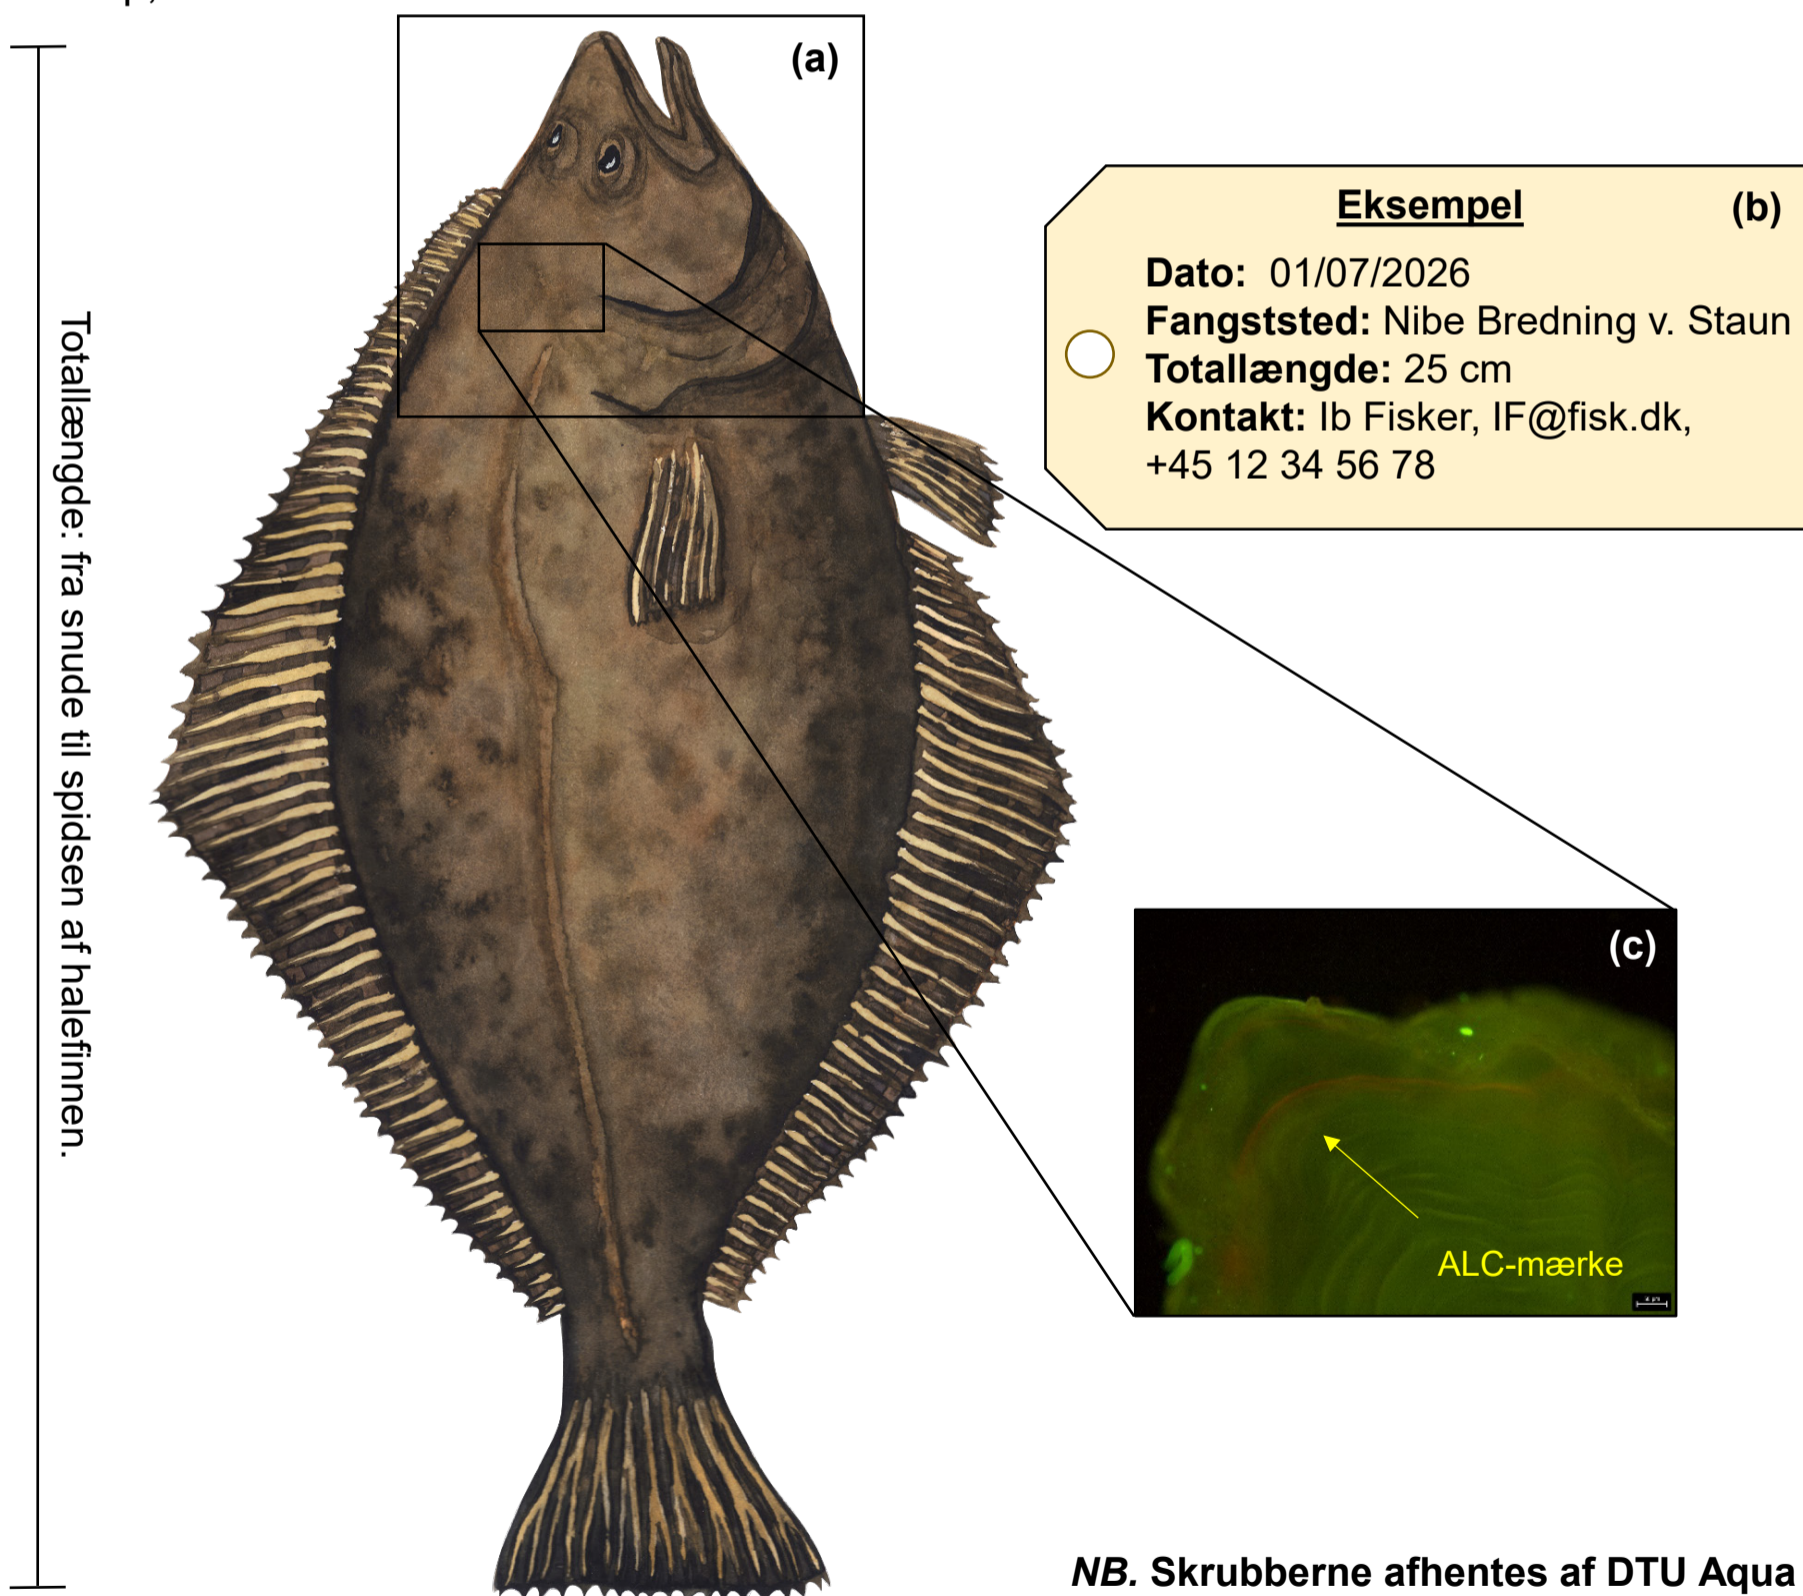 (a)
Eksempel
(b)
Dato: 01/07/2026
Fangststed: Nibe Bredning v. Staun
Totallængde: 25 cm
Kontakt: Ib Fisker, IF@fisk.dk,
+45 12 34 56 78
Totallængde: fra snude til spidsen af halefinnen.
(c)
ALC-mærke
NB. Skrubberne afhentes af DTU Aqua